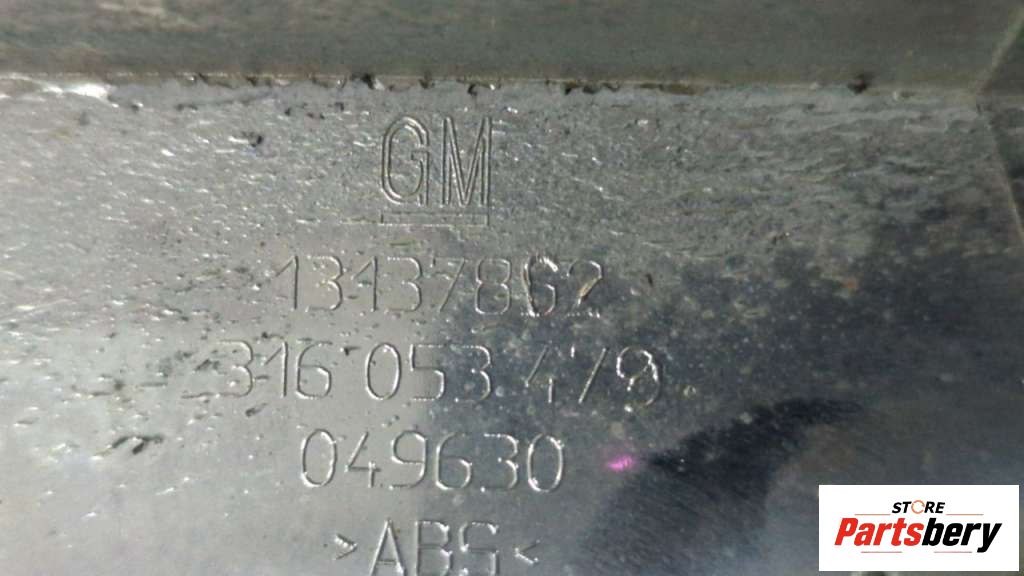 GM
13137862
316 053 479
049630
>ABS<
STORE
Partsbery